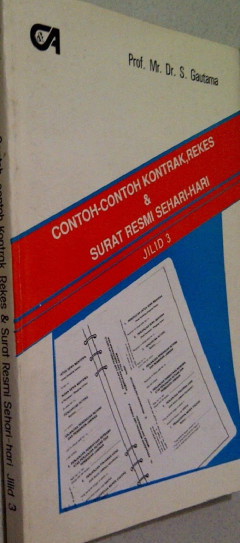 Prof. Mr. Dr. S. Gautama
CONTOH-CONTOH KONTRAK, REKES
&
SURAT RESMI SEHARI-HARI
JILID 3
Contoh-contoh Kontrak, Rekes & Surat Resmi Sehari-hari Jilid 3